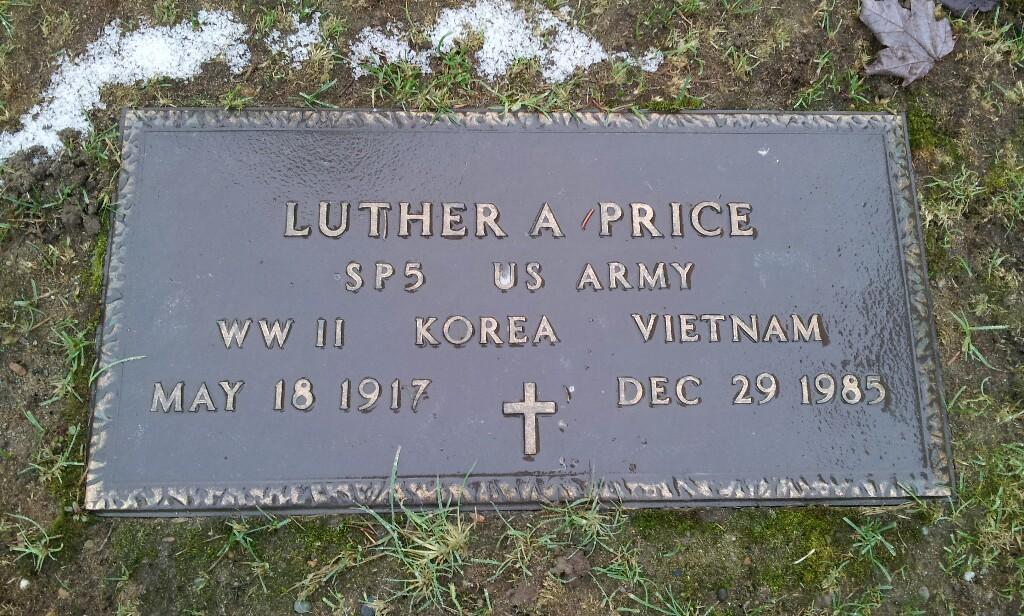 LUTHER A PRICE
SP5 US ARMY
WW II KOREA VIETNAM
MAY 18 1917 DEC 29 1985